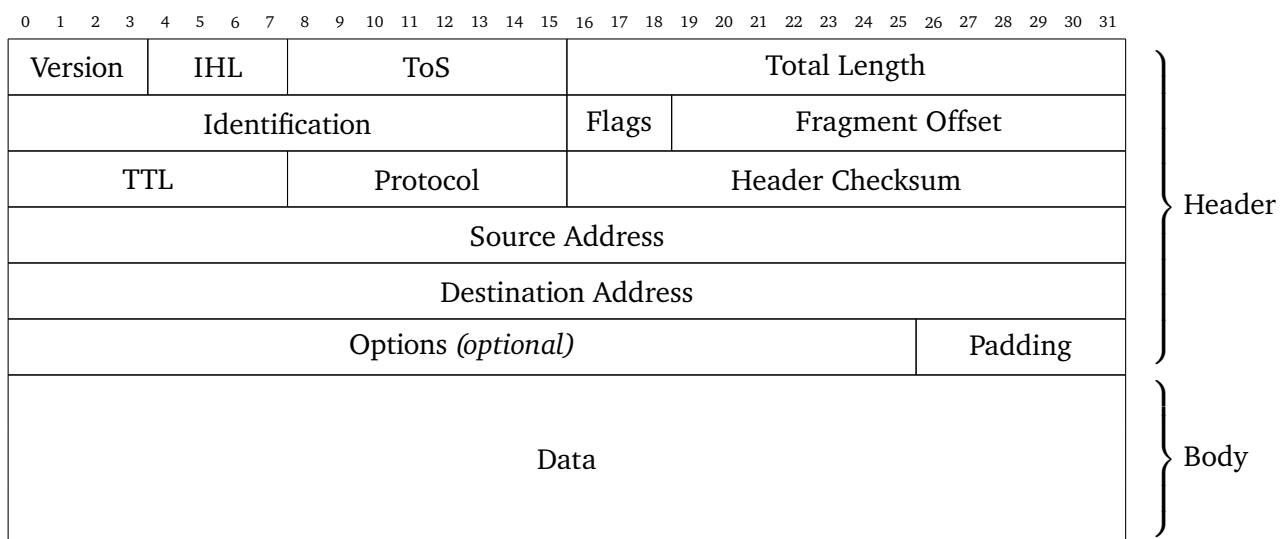 0 1 2 3 4 5 6 7 8 9 10 11 12 13 14 15 16 17 18 19 20 21 22 23 24 25 26 27 28 29 30 31
Version IHL ToS Total Length
Identification Flags Fragment Offset
TTL Protocol Header Checksum
Source Address
Header
Destination Address
Options (optional) Padding
Data
Body